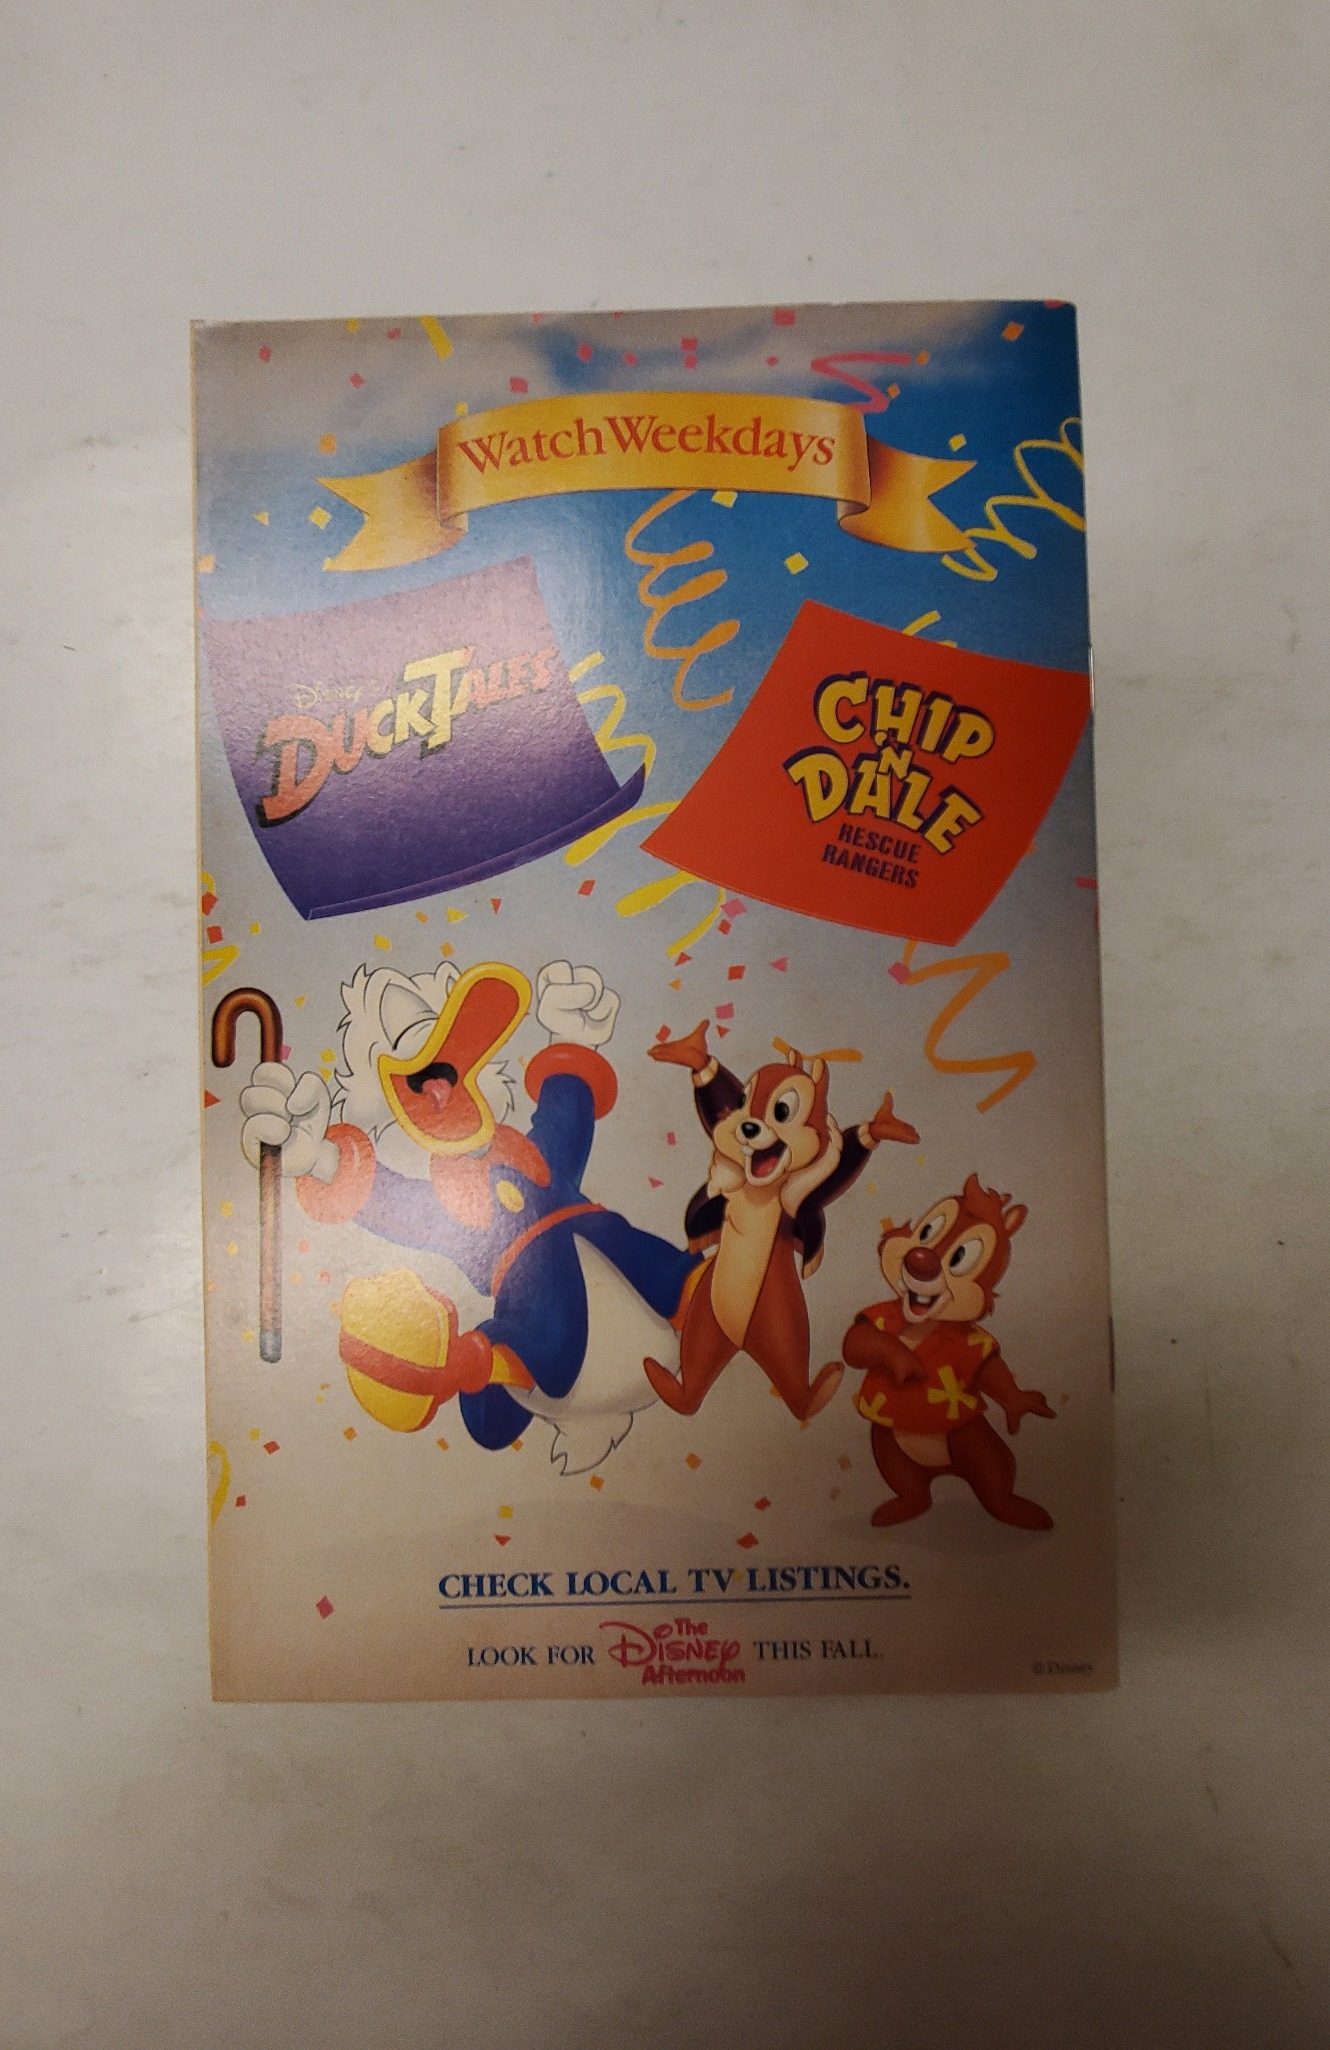 Watch Weekdays
DISNEY'S
DUCKTALES
CHIP
'N
DALE
RESCUE
RANGERS
CHECK LOCAL TV LISTINGS.
LOOK FOR The DISNEY Afternoon THIS FALL.
© Disney